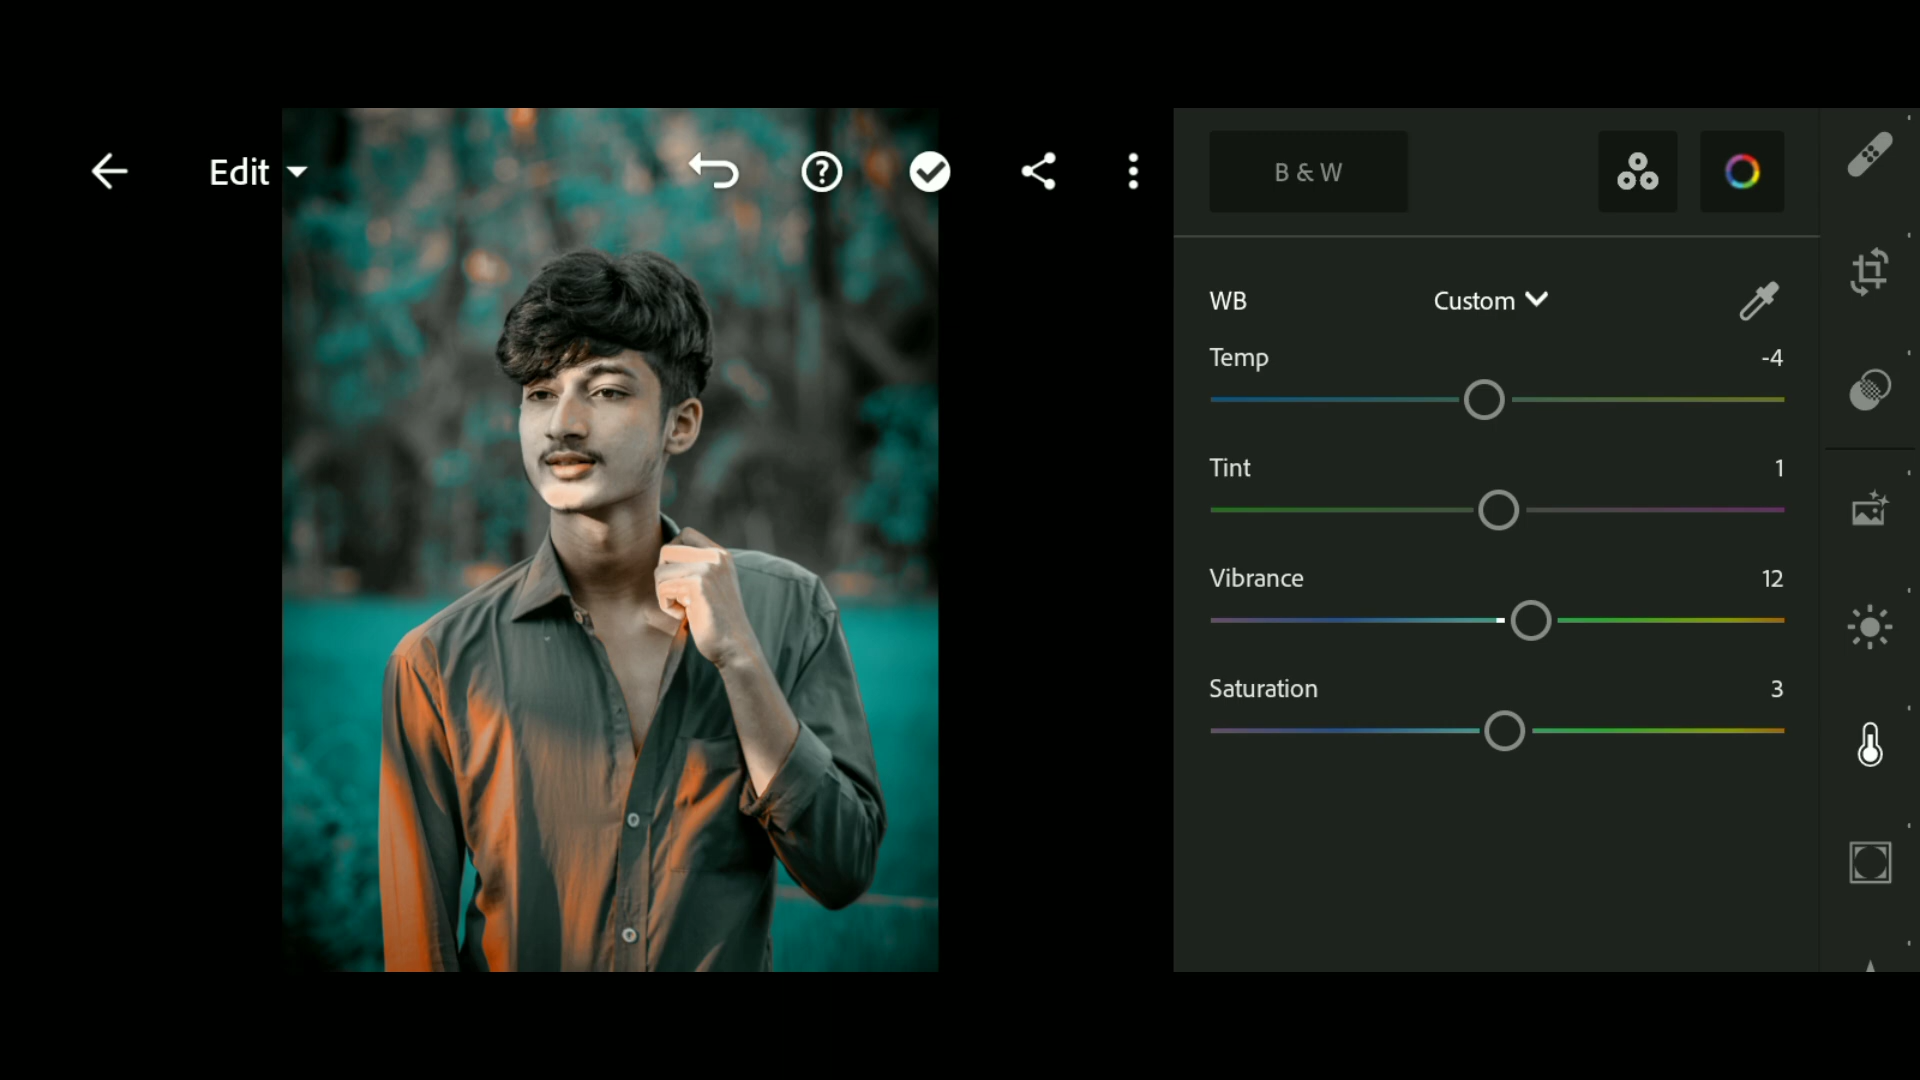 Edit
B & W
WB Custom
Temp -4
Tint 1
Vibrance 12
Saturation 3